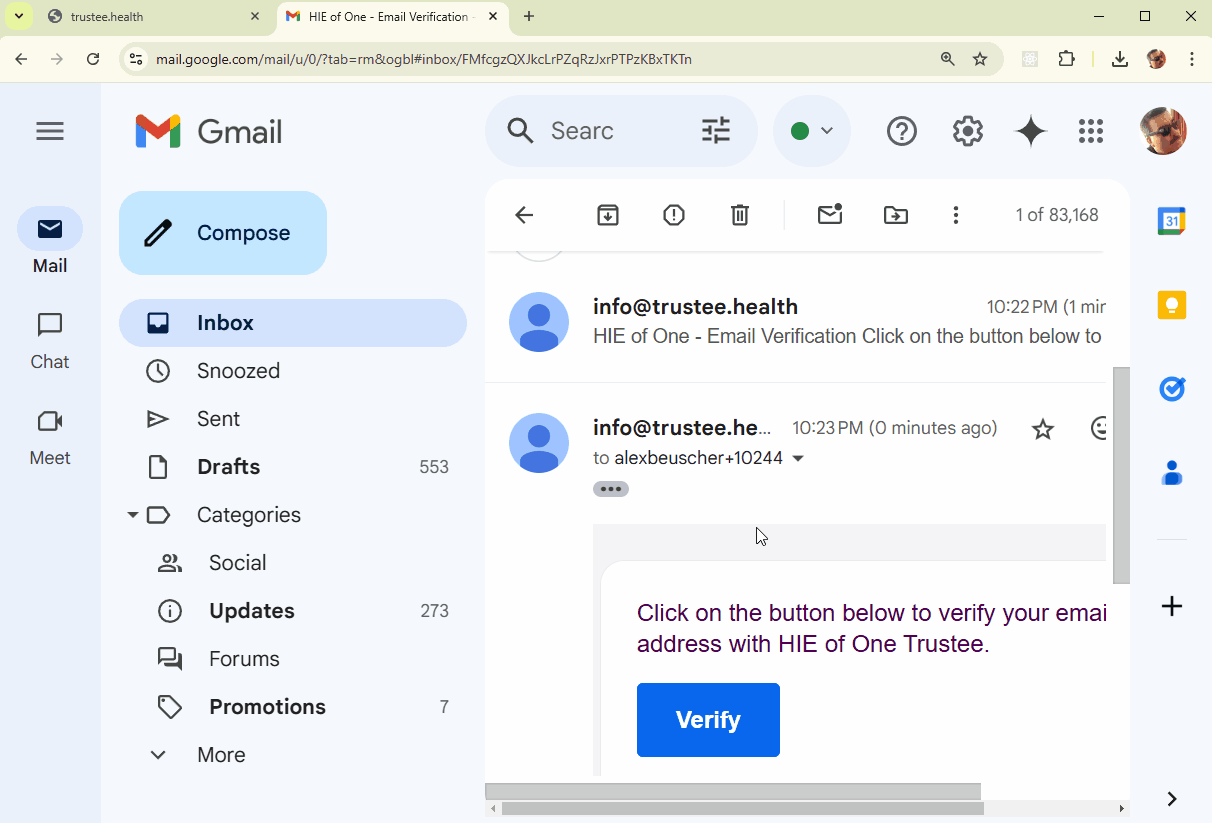 trustee.health
HIE of One - Email Verification -
mail.google.com/mail/u/0/?tab=rm&ogbl#inbox/FMfcgzQXJkcLrPZqRzJxrPTPzKBxTKTn
Gmail
Searc
Mail
Chat
Meet
Compose
Inbox
Snoozed
Sent
Drafts 553
Categories
Social
Updates 273
Forums
Promotions 7
More
1 of 83,168
31
info@trustee.health 10:22 PM (1 mir
HIE of One - Email Verification Click on the button below to
info@trustee.he... 10:23 PM (0 minutes ago)
to alexbeuscher+10244
Click on the button below to verify your emai
address with HIE of One Trustee.
Verify